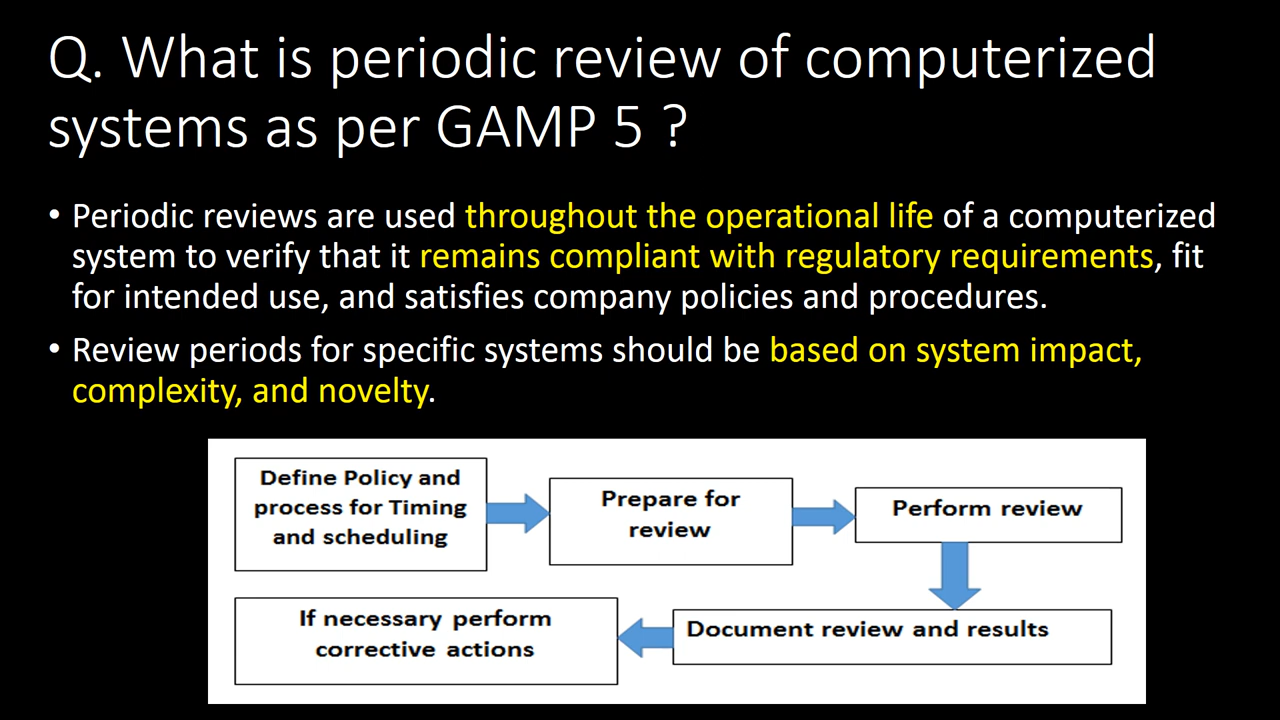 Q. What is periodic review of computerized
systems as per GAMP 5 ?
• Periodic reviews are used throughout the operational life of a computerized
system to verify that it remains compliant with regulatory requirements, fit
for intended use, and satisfies company policies and procedures.
• Review periods for specific systems should be based on system impact,
complexity, and novelty.
Define Policy and
process for Timing
and scheduling
Prepare for
review
Perform review
Document review and results
If necessary perform
corrective actions